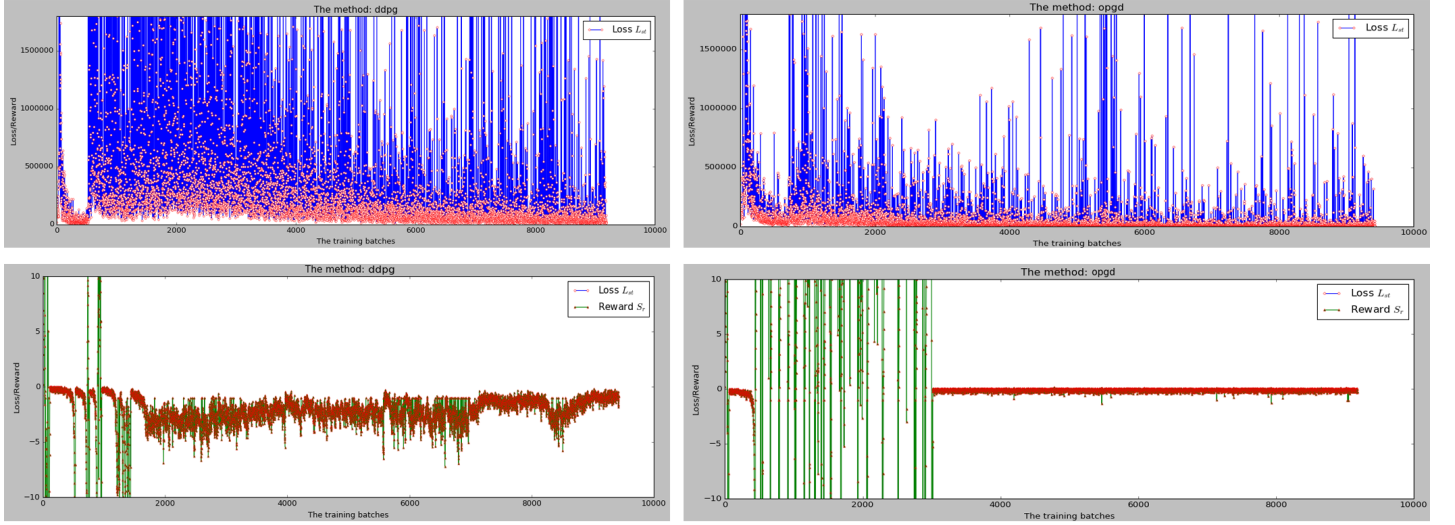 The method: ddpg
Loss L_st
1500000
1000000
500000
0
Loss/Reward
0 2000 4000 6000 8000 10000
The training batches
The method: opgd
Loss L_st
1500000
1000000
500000
0
Loss/Reward
0 2000 4000 6000 8000 10000
The training batches
The method: ddpg
Loss L_st
Reward S_r
10
5
0
−5
−10
Loss/Reward
0 2000 4000 6000 8000 10000
The training batches
The method: opgd
Loss L_st
Reward S_r
10
5
0
−5
−10
Loss/Reward
0 2000 4000 6000 8000 10000
The training batches